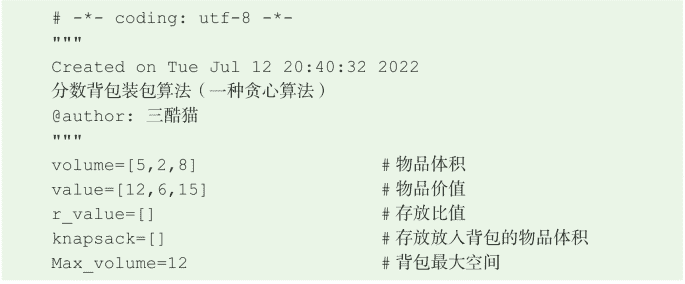 # -*- coding: utf-8 -*-
"""
Created on Tue Jul 12 20:40:32 2022
分数背包装包算法（一种贪心算法）
@author: 三酷猫
"""
volume=[5,2,8] #物品体积
value=[12,6,15] #物品价值
r_value=[] #存放比值
knapsack=[] #存放放入背包的物品体积
Max_volume=12 #背包最大空间